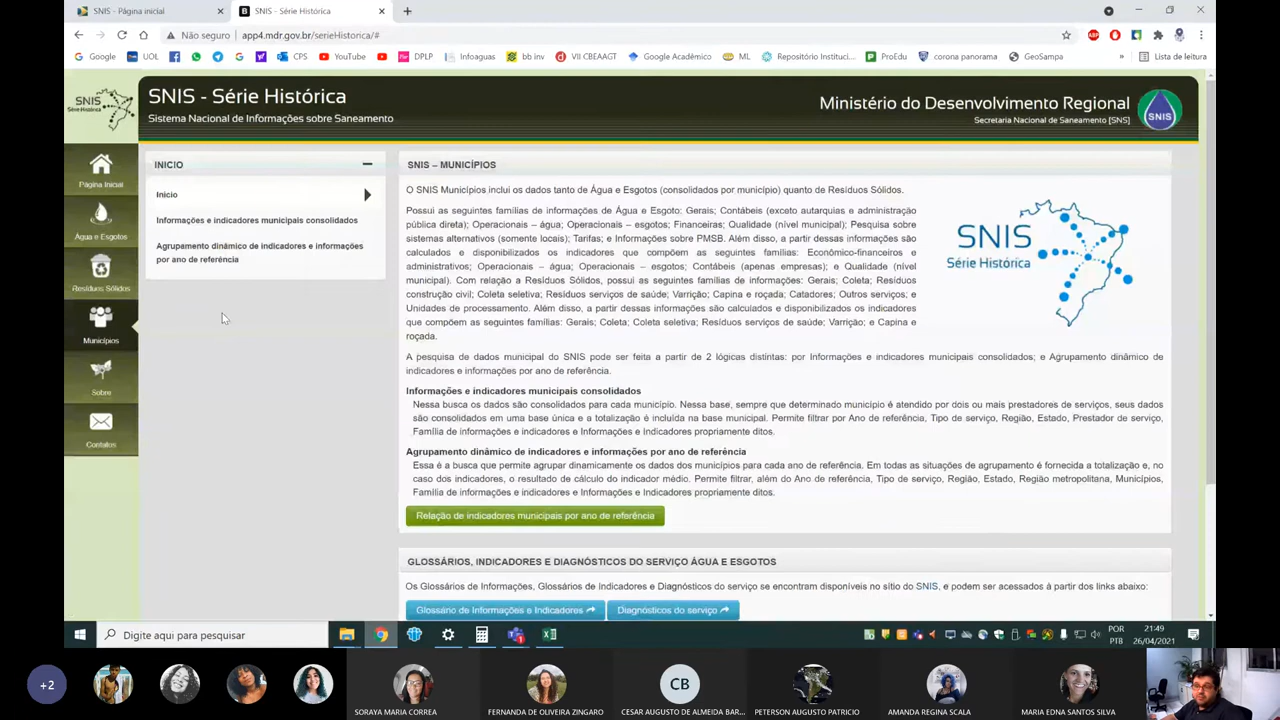 SNIS - Página inicial
SNIS - Série Histórica
Não seguro
app4.mdr.gov.br/serieHistorica/#
Google
UOL
CPS
YouTube
DPLP
Infoaguas
bb inv
VII CBEAAGT
Google Acadêmico
ML
Repositório Instituci...
ProEdu
corona panorama
GeoSampa
»
Lista de leitura
SNIS - Série Histórica
Sistema Nacional de Informações sobre Saneamento
Ministério do Desenvolvimento Regional
Secretaria Nacional de Saneamento [SNS]
SNIS
Página Inicial
Água e Esgotos
Resíduos Sólidos
Municípios
Sobre
Contatos
INICIO
Início
Informações e indicadores municipais consolidados
Agrupamento dinâmico de indicadores e informações
por ano de referência
SNIS – MUNICÍPIOS
O SNIS Municípios inclui os dados tanto de Água e Esgotos (consolidados por município) quanto de Resíduos Sólidos.
Possui as seguintes famílias de informações de Água e Esgoto: Gerais; Contábeis (exceto autarquias e administração
pública direta); Operacionais – água; Operacionais – esgotos; Financeiras; Qualidade (nível municipal); Pesquisa sobre
sistemas alternativos (somente locais); Tarifas; e Informações sobre PMSB. Além disso, a partir dessas informações são
calculados e disponibilizados os indicadores que compõem as seguintes famílias: Econômico-financeiros e
administrativos; Operacionais – água; Operacionais – esgotos; Contábeis (apenas empresas); e Qualidade (nível
municipal). Com relação a Resíduos Sólidos, possui as seguintes famílias de informações: Gerais; Coleta; Resíduos
construção civil; Coleta seletiva; Resíduos serviços de saúde; Varrição; Capina e roçada; Catadores; Outros serviços; e
Unidades de processamento. Além disso, a partir dessas informações são calculados e disponibilizados os indicadores
que compõem as seguintes famílias: Gerais; Coleta; Coleta seletiva; Resíduos serviços de saúde; Varrição; e Capina e
roçada.
SNIS
Série Histórica
A pesquisa de dados municipal do SNIS pode ser feita a partir de 2 lógicas distintas: por Informações e indicadores municipais consolidados; e Agrupamento dinâmico de
indicadores e informações por ano de referência.
Informações e indicadores municipais consolidados
Nessa busca os dados são consolidados para cada município. Nessa base, sempre que determinado município é atendido por dois ou mais prestadores de serviços, seus dados
são consolidados em uma base única e a totalização é incluída na base municipal. Permite filtrar por Ano de referência, Tipo de serviço, Região, Estado, Prestador de serviço,
Família de informações e indicadores e Informações e Indicadores propriamente ditos.
Agrupamento dinâmico de indicadores e informações por ano de referência
Essa é a busca que permite agrupar dinamicamente os dados dos municípios para cada ano de referência. Em todas as situações de agrupamento é fornecida a totalização e, no
caso dos indicadores, o resultado de cálculo do indicador médio. Permite filtrar, além do Ano de referência, Tipo de serviço, Região, Estado, Região metropolitana, Municípios,
Família de informações e indicadores e Informações e Indicadores propriamente ditos.
Relação de indicadores municipais por ano de referência
GLOSSÁRIOS, INDICADORES E DIAGNÓSTICOS DO SERVIÇO ÁGUA E ESGOTOS
Os Glossários de Informações, Glossários de Indicadores e Diagnósticos do serviço se encontram disponíveis no sítio do SNIS, e podem ser acessados à partir dos links abaixo:
Glossário de Informações e Indicadores
Diagnósticos do serviço
Digite aqui para pesquisar
POR
PTB
21:49
26/04/2021
+2
SORAYA MARIA CORREA
FERNANDA DE OLIVEIRA ZINGARO
CB
CESAR AUGUSTO DE ALMEIDA BAR...
PETERSON AUGUSTO PATRICIO
AMANDA REGINA SCALA
MARIA EDNA SANTOS SILVA